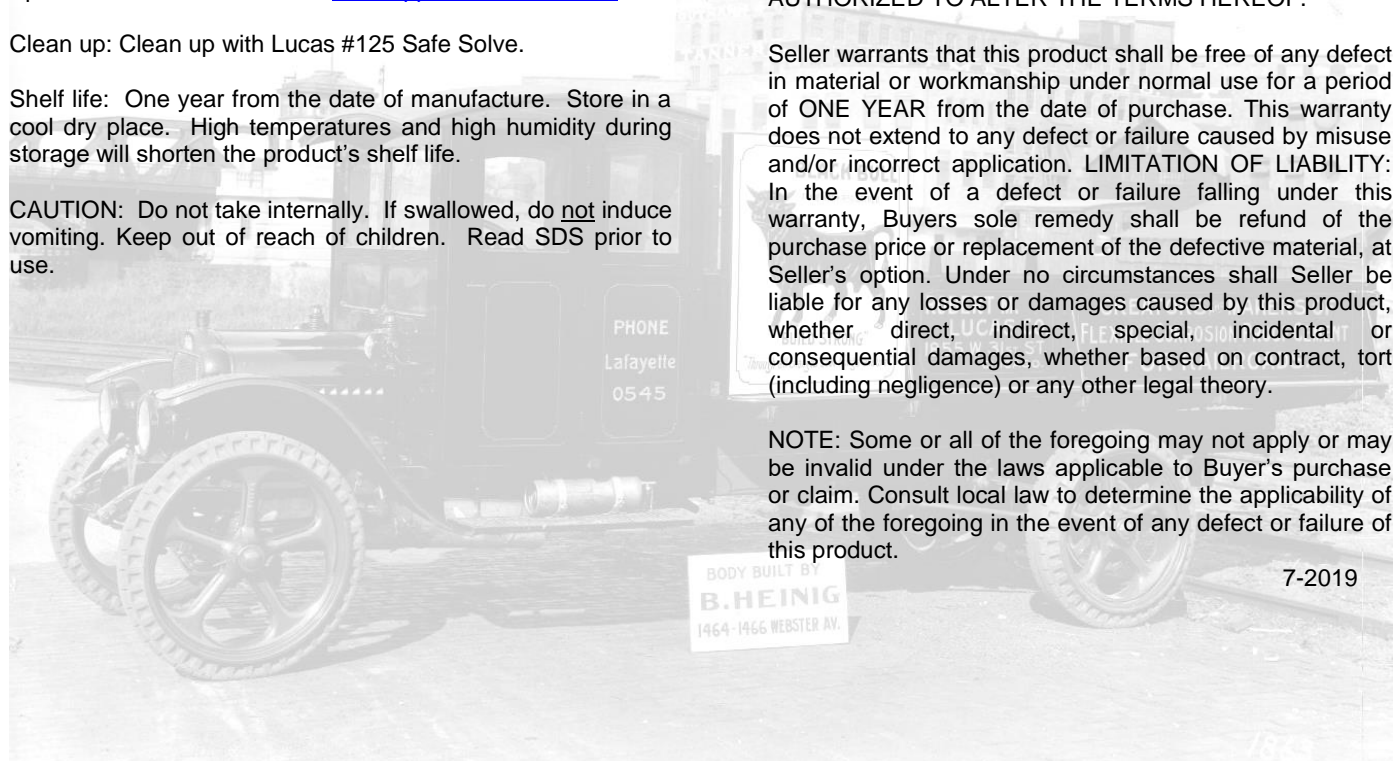 AUTHORIZED TO ALTER THE TERMS HEREOF.
Clean up: Clean up with Lucas #125 Safe Solve.
Shelf life: One year from the date of manufacture. Store in a
cool dry place. High temperatures and high humidity during
storage will shorten the product's shelf life.
CAUTION: Do not take internally. If swallowed, do not induce
vomiting. Keep out of reach of children. Read SDS prior to
use.
Seller warrants that this product shall be free of any defect
in material or workmanship under normal use for a period
of ONE YEAR from the date of purchase. This warranty
does not extend to any defect or failure caused by misuse
and/or incorrect application. LIMITATION OF LIABILITY:
In the event of a defect or failure falling under this
warranty, Buyers sole remedy shall be refund of the
purchase price or replacement of the defective material, at
Seller's option. Under no circumstances shall Seller be
liable for any losses or damages caused by this product,
whether direct, indirect, special, incidental or
consequential damages, whether based on contract, tort
(including negligence) or any other legal theory.
NOTE: Some or all of the foregoing may not apply or may
be invalid under the laws applicable to Buyer's purchase
or claim. Consult local law to determine the applicability of
any of the foregoing in the event of any defect or failure of
this product.
7-2019
TANNER
BLACK BULL
PHONE
Lafayette
0545
LUCAS
1855 W. 31ST ST
FOR RAILROADS
BODY BUILT BY
B.HEINIG
1464-1466 WEBSTER AV.
1863